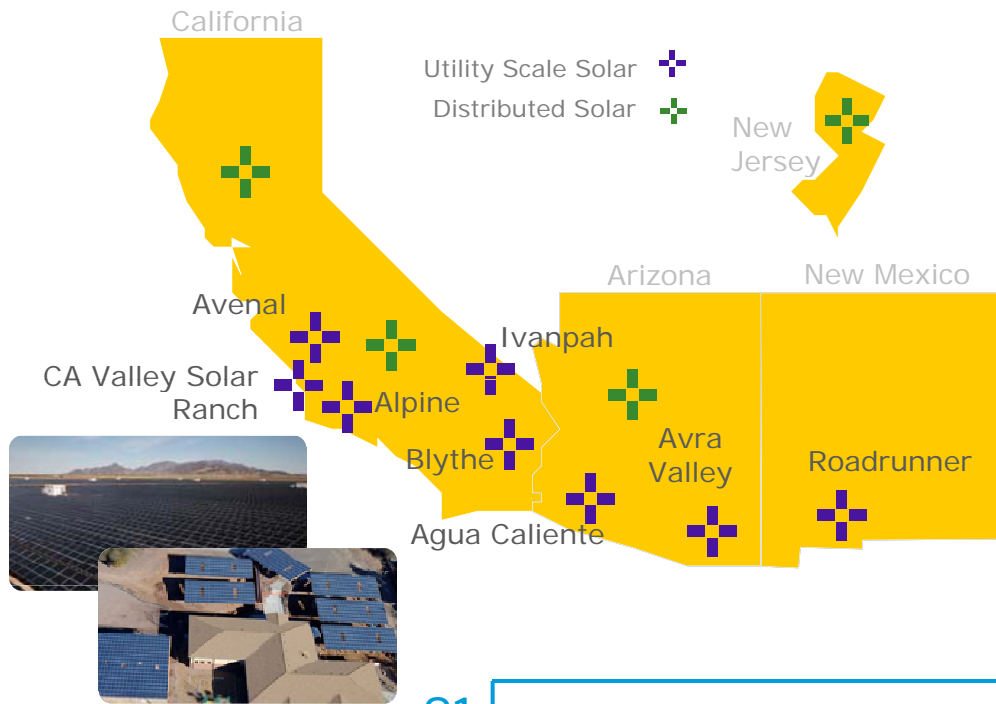 California
Utility Scale Solar
Distributed Solar
New
Jersey
Arizona
New Mexico
Avenal
Ivanpah
CA Valley Solar
Ranch
Alpine
Avra
Valley
Blythe
Roadrunner
Agua Caliente